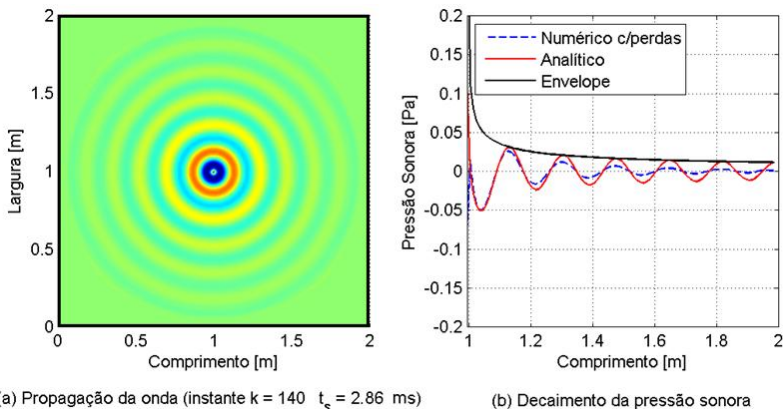 2
1.5
1
0.5
0
Largura [m]
0 0.5 1 1.5 2
Comprimento [m]
(a) Propagação da onda (instante k = 140 t_s = 2.86 ms)
0.2
0.15
0.1
0.05
0
-0.05
-0.1
-0.15
-0.2
Pressão Sonora [Pa]
Numérico c/perdas
Analítico
Envelope
1 1.2 1.4 1.6 1.8 2
Comprimento [m]
(b) Decaimento da pressão sonora